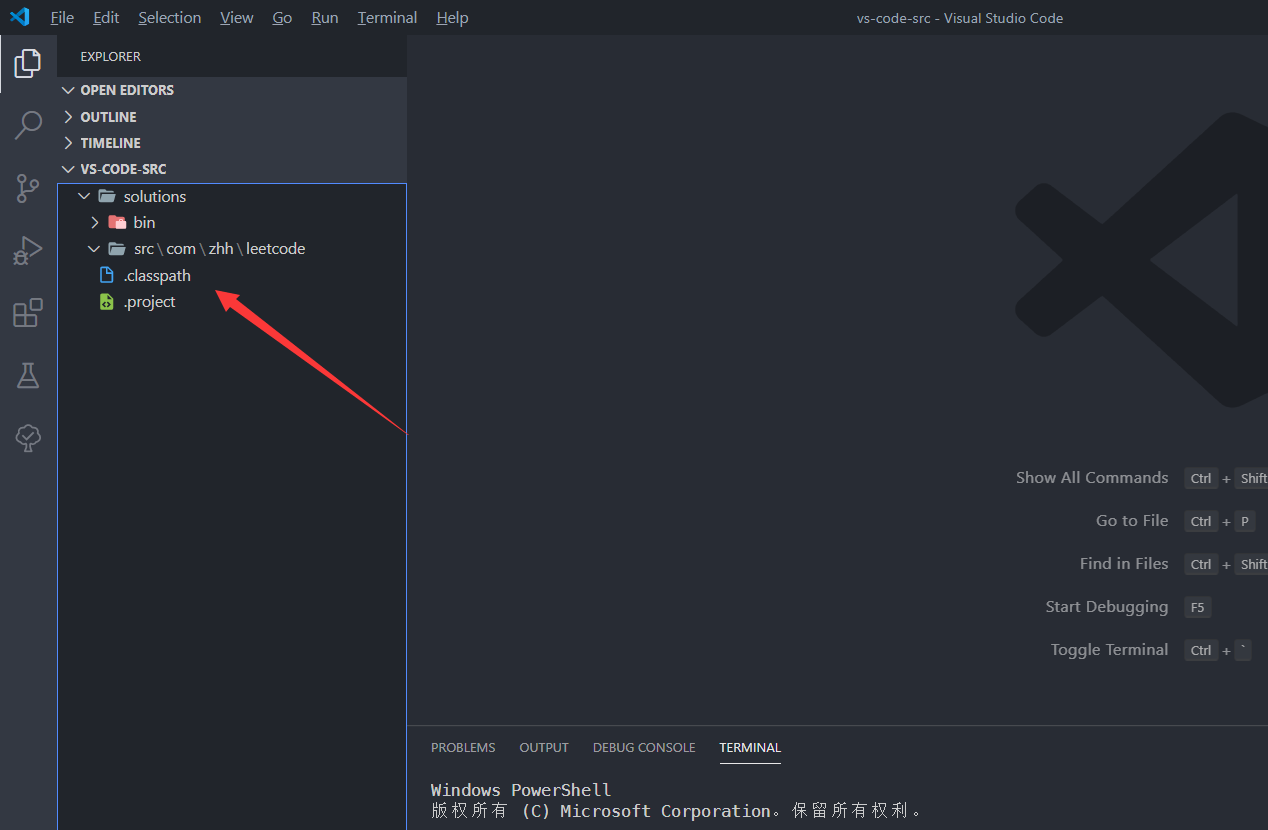 File Edit Selection View Go Run Terminal Help vs-code-src - Visual Studio Code
EXPLORER
OPEN EDITORS
OUTLINE
TIMELINE
VS-CODE-SRC
solutions
bin
src\com\zhh\leetcode
.classpath
.project
Show All Commands Ctrl + Shift
Go to File Ctrl + P
Find in Files Ctrl + Shift
Start Debugging F5
Toggle Terminal Ctrl + `
PROBLEMS OUTPUT DEBUG CONSOLE TERMINAL
Windows PowerShell
版权所有 (C) Microsoft Corporation。保留所有权利。